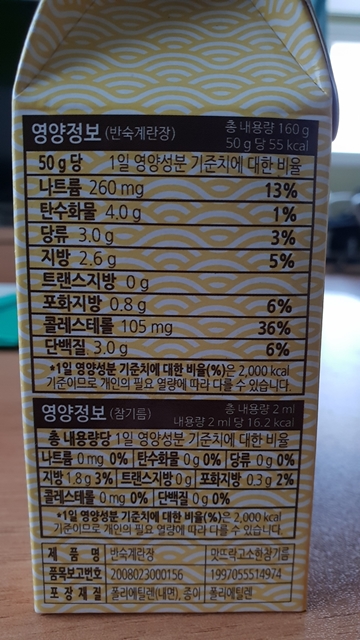 영양정보 (반숙계란장) 총 내용량 160 g
50 g 당 55 kcal
50 g 당 1일 영양성분 기준치에 대한 비율
나트륨 260 mg 13%
탄수화물 4.0 g 1%
당류 3.0 g 3%
지방 2.6 g 5%
트랜스지방 0 g
포화지방 0.8 g 6%
콜레스테롤 105 mg 36%
단백질 3.0 g 6%
*1일 영양성분 기준치에 대한 비율(%)은 2,000 kcal
기준이므로 개인의 필요 열량에 따라 다를 수 있습니다.
영양정보 (참기름) 총 내용량 2 ml
내용량 2 ml 당 16.2 kcal
총 내용량당 1일 영양성분 기준치에 대한 비율
나트륨 0 mg 0% 탄수화물 0 g 0% 당류 0 g 0%
지방 1.8 g 3% 트랜스지방 0 g 포화지방 0.3 g 2%
콜레스테롤 0 mg 0% 단백질 0 g 0%
*1일 영양성분 기준치에 대한 비율(%)은 2,000 kcal
기준이므로 개인의 필요 열량에 따라 다를 수 있습니다.
제품명 반숙계란장 맛뜨락고소한참기름
품목보고번호 2008023000156 1997055514974
포장재질 폴리에틸렌(내면), 종이 폴리에틸렌